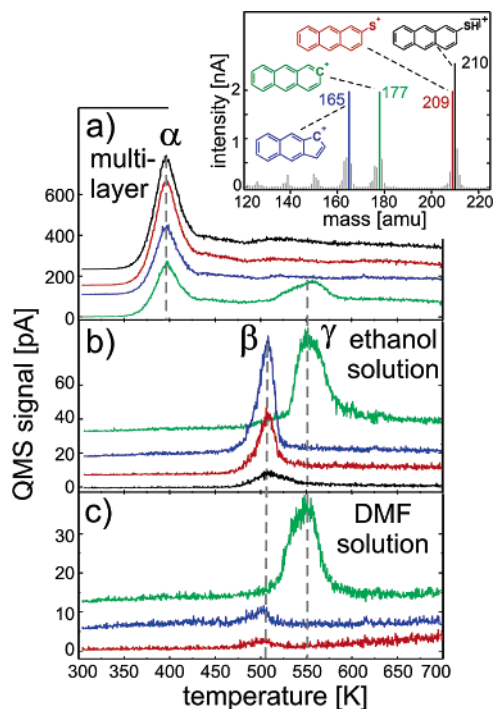 S+
SH+
210
C+
177
165
209
C+
intensity [nA]
2
1
0
120 140 160 180 200 225
mass [amu]
a) α
multi-
layer
600
400
200
0
b) β γ ethanol
solution
60
40
20
0
c) DMF
solution
30
20
10
0
QMS signal [pA]
300 350 400 450 500 550 600 650 700
temperature [K]